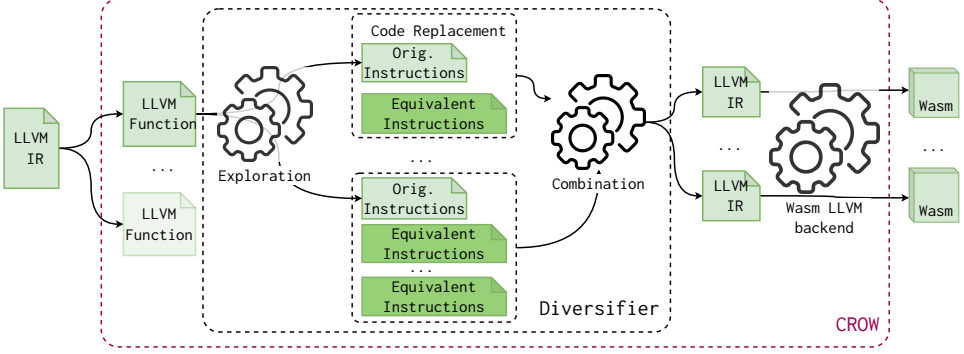 LLVM
IR
LLVM
Function
...
LLVM
Function
Exploration
Code Replacement
Orig.
Instructions
Equivalent
Instructions
...
Orig.
Instructions
Equivalent
Instructions
...
Equivalent
Instructions
Combination
Diversifier
LLVM
IR
...
LLVM
IR
Wasm LLVM
backend
CROW
Wasm
...
Wasm